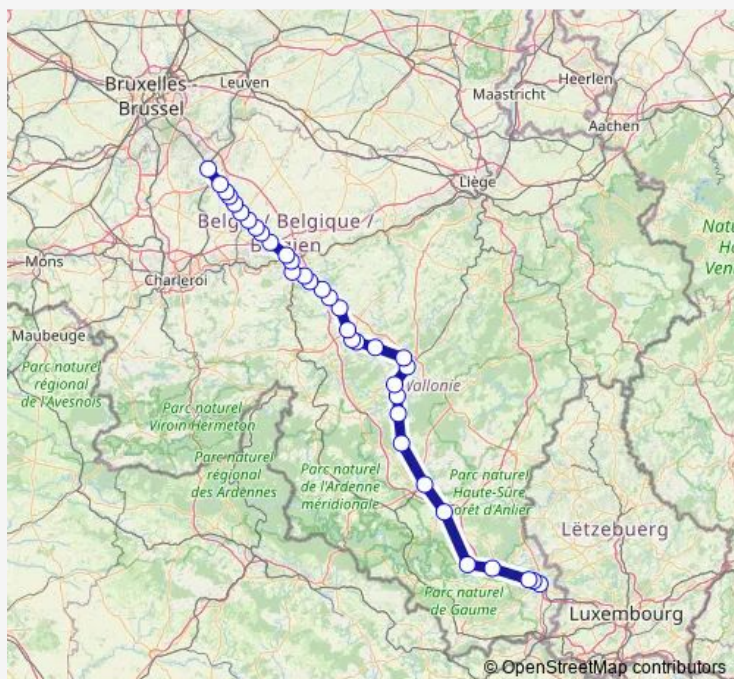 Heerlen
Bruxelles -
Brussel
Leuven
Maastricht
Aachen
Liège
België / Belgique /
Belgien
Mons
Charleroi
Maubeuge
Parc naturel
régional
de l'Avesnois
Wallonie
Parc naturel
Viroin Hermeton
Parc naturel
régional
des Ardennes
Parc naturel
de l'Ardenne
méridionale
Parc naturel
Haute-Sûre
Forêt d'Anlier
Lëtzebuerg
Parc naturel
de Gaume
Luxembourg
© OpenStreetMap contributors